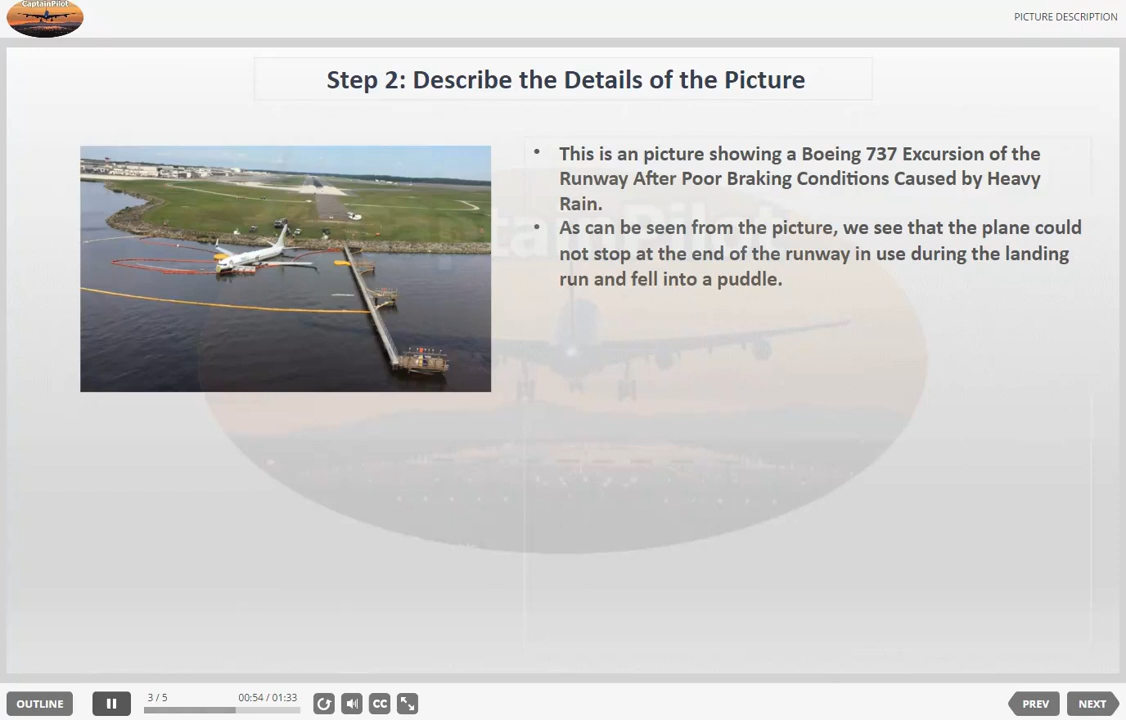 CaptainPilot
PICTURE DESCRIPTION
Step 2: Describe the Details of the Picture
• This is an picture showing a Boeing 737 Excursion of the
Runway After Poor Braking Conditions Caused by Heavy
Rain.
• As can be seen from the picture, we see that the plane could
not stop at the end of the runway in use during the landing
run and fell into a puddle.
OUTLINE
3 / 5
00:54 / 01:33
CC
PREV
NEXT